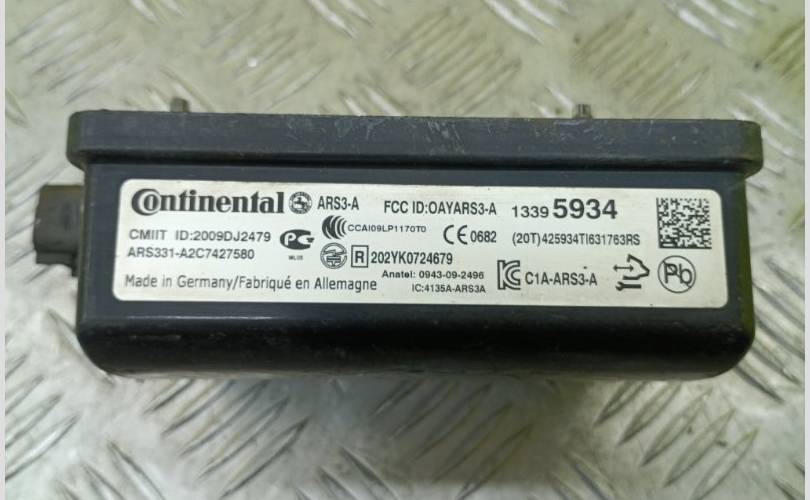 Continental ARS3-A FCC ID:OAYARS3-A 1339 5934
CMIIT ID:2009DJ2479 CCAI09LP1170T0 CE 0682 (20T)425934TI631763RS
ARS331-A2C7427580 R 202YK0724679
Anatel: 0943-09-2496 C1A-ARS3-A Pb
Made in Germany/Fabriqué en Allemagne IC:4135A-ARS3A